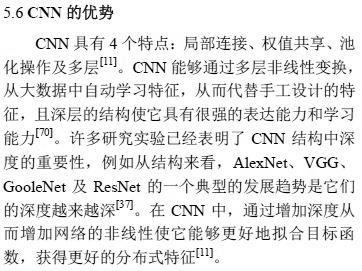 5.6 CNN 的优势
CNN 具有 4 个特点：局部连接、权值共享、池
化操作及多层[11]。CNN 能够通过多层非线性变换，
从大数据中自动学习特征，从而代替手工设计的特
征，且深层的结构使它具有很强的表达能力和学习
能力[70]。许多研究实验已经表明了 CNN 结构中深
度的重要性，例如从结构来看，AlexNet、VGG、
GooleNet 及 ResNet 的一个典型的发展趋势是它们
的深度越来越深[37]。在 CNN 中，通过增加深度从
而增加网络的非线性使它能够更好地拟合目标函
数，获得更好的分布式特征[11]。